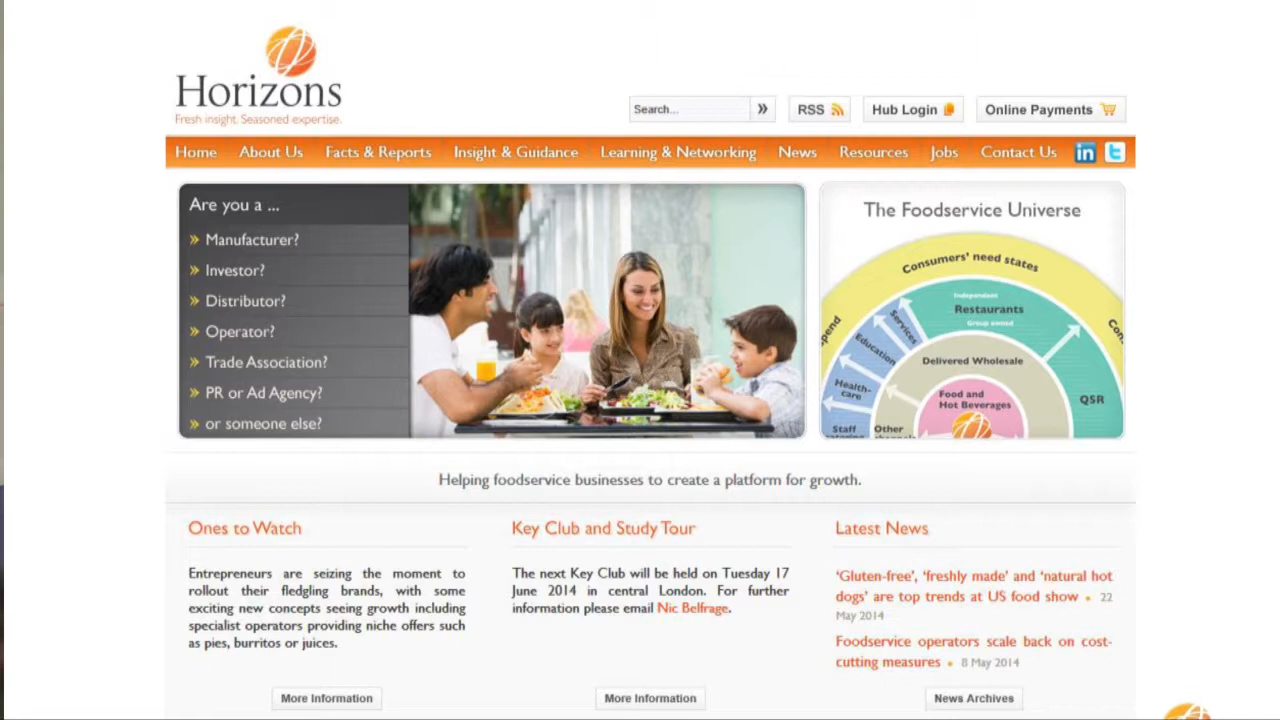 Horizons
Fresh insight. Seasoned expertise.
Search...
»
RSS
Hub Login
Online Payments
Home
About Us
Facts & Reports
Insight & Guidance
Learning & Networking
News
Resources
Jobs
Contact Us
in
t
Are you a ...
» Manufacturer?
» Investor?
» Distributor?
» Operator?
» Trade Association?
» PR or Ad Agency?
» or someone else?
The Foodservice Universe
Consumers' need states
Independent
Restaurants
Group owned
Services
Education
Health-
care
Staff
Delivered Wholesale
Food and
Hot Beverages
Other
QSR
Helping foodservice businesses to create a platform for growth.
Ones to Watch
Entrepreneurs are seizing the moment to
rollout their fledgling brands, with some
exciting new concepts seeing growth including
specialist operators providing niche offers such
as pies, burritos or juices.
More Information
Key Club and Study Tour
The next Key Club will be held on Tuesday 17
June 2014 in central London. For further
information please email Nic Belfrage.
More Information
Latest News
‘Gluten-free’, ‘freshly made’ and ‘natural hot
dogs’ are top trends at US food show • 22
May 2014
Foodservice operators scale back on cost-
cutting measures • 8 May 2014
News Archives